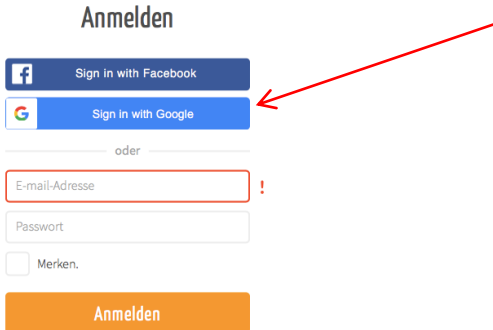 Anmelden
Sign in with Facebook
Sign in with Google
oder
E-mail-Adresse
!
Passwort
Merken.
Anmelden